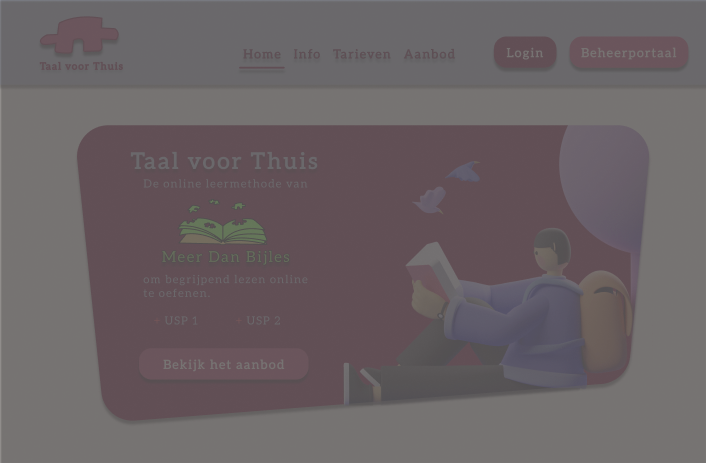 Taal voor Thuis
Home Info Tarieven Aanbod
Login
Beheerportaal
Taal voor Thuis
De online leermethode van
Meer Dan Bijles
om begrijpend lezen online
te oefenen.
- USP 1 - USP 2
Bekijk het aanbod